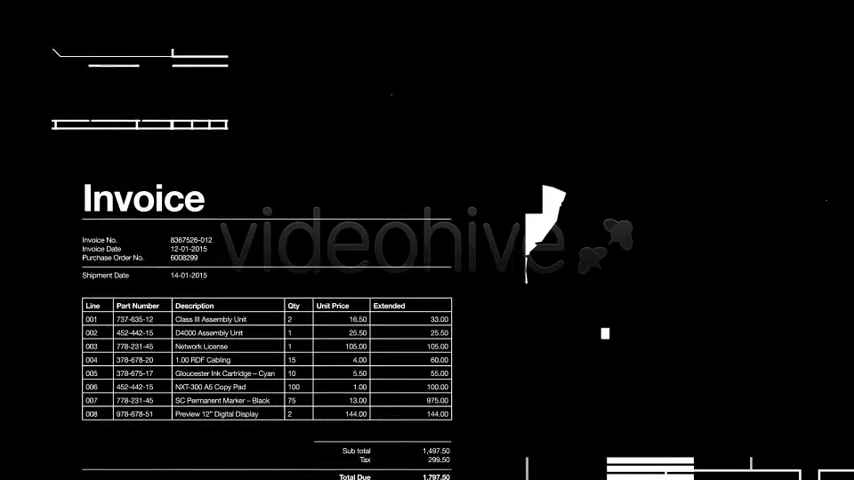 Invoice
videohive
Invoice No. 8367526-012
Invoice Date 12-01-2015
Purchase Order No. 6008299
Shipment Date 14-01-2015
Line Part Number Description Qty Unit Price Extended
001 737-635-12 Class III Assembly Unit 2 16.50 33.00
002 452-442-15 D4000 Assembly Unit 1 25.50 25.50
003 778-231-45 Network License 1 105.00 105.00
004 378-678-20 1.00 RDF Cabling 15 4.00 60.00
005 378-675-17 Gloucester Ink Cartridge – Cyan 10 5.50 55.00
006 452-442-15 NXT-300 A5 Copy Pad 100 1.00 100.00
007 778-231-45 SC Permanent Marker – Black 75 13.00 975.00
008 978-678-51 Preview 12" Digital Display 2 144.00 144.00
Sub total 1,497.50
Tax 299.50
Total Due 1,797.50